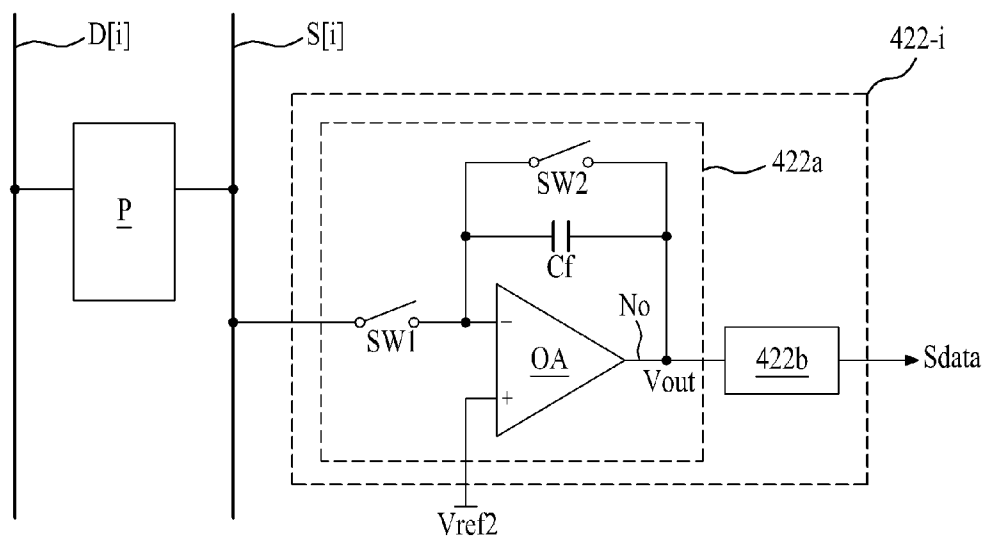 D[i]
S[i]
422-i
422a
SW2
P
Cf
SW1
−
No
OA
422b
Sdata
Vout
+
Vref2